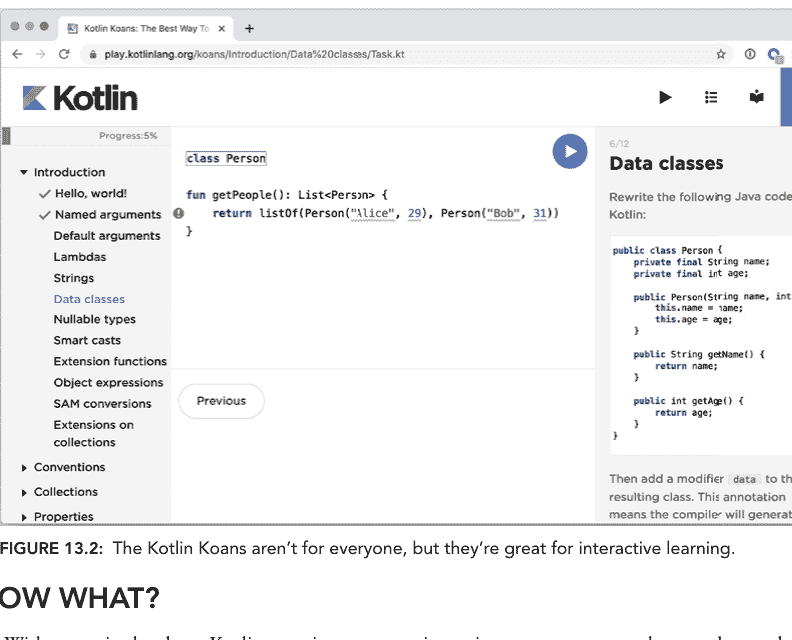 Kotlin Koans: The Best Way To
play.kotlinlang.org/koans/Introduction/Data%20classes/Task.kt
Kotlin
Progress:5%
Introduction
Hello, world!
Named arguments
Default arguments
Lambdas
Strings
Data classes
Nullable types
Smart casts
Extension functions
Object expressions
SAM conversions
Extensions on
collections
Conventions
Collections
Properties
class Person
fun getPeople(): List<Person> {
    return listOf(Person("Alice", 29), Person("Bob", 31))
}
Previous
6/12
Data classes
Rewrite the following Java code
Kotlin:
public class Person {
    private final String name;
    private final int age;
    public Person(String name, int
        this.name = name;
        this.age = age;
    }
    public String getName() {
        return name;
    }
    public int getAge() {
        return age;
    }
}
Then add a modifier data to th
resulting class. This annotation
means the compiler will generat
FIGURE 13.2: The Kotlin Koans aren't for everyone, but they're great for interactive learning.
OW WHAT?